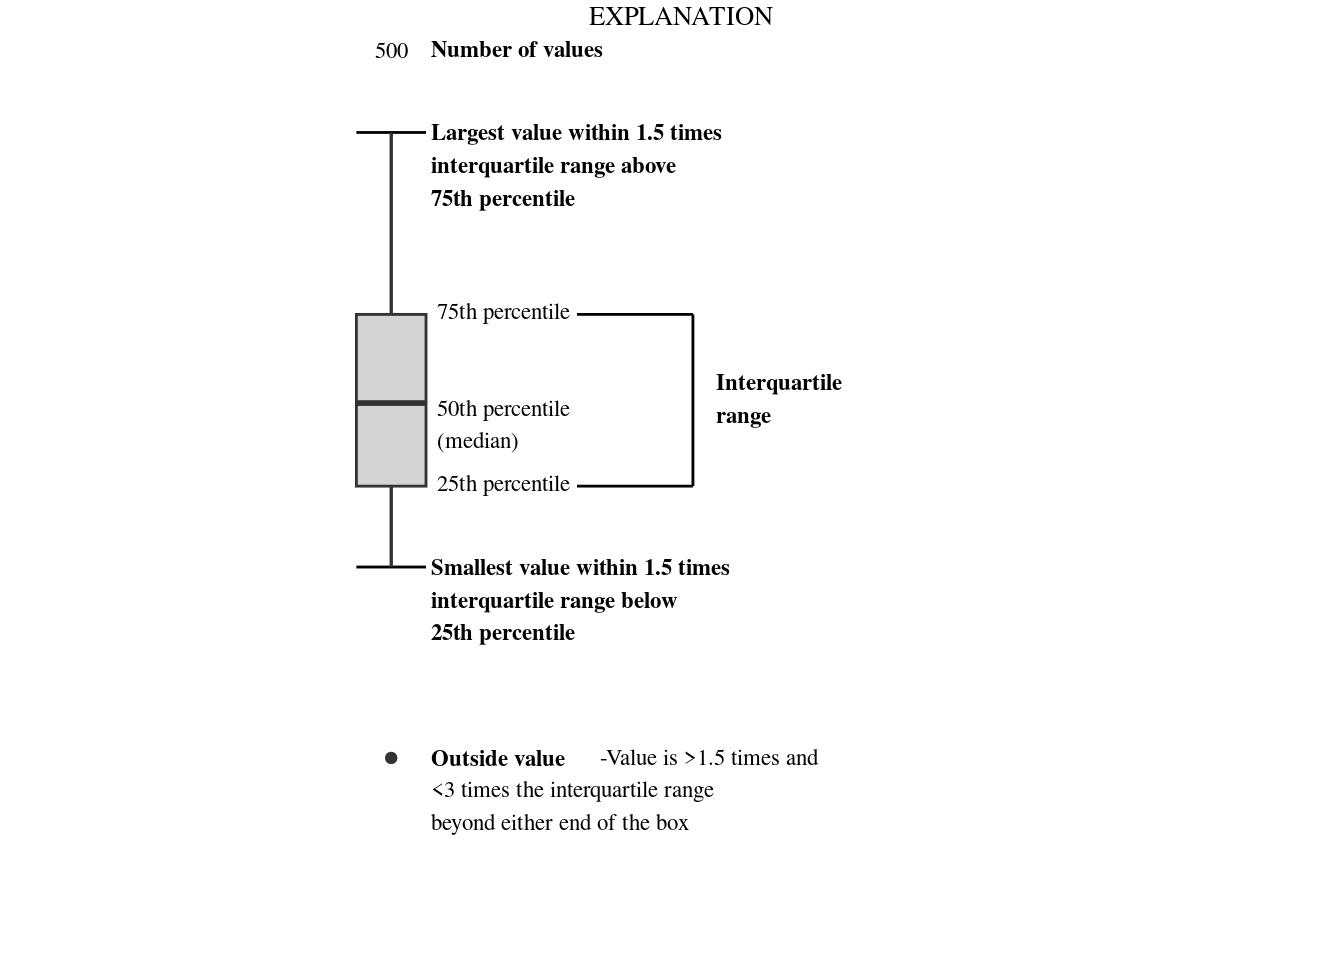 EXPLANATION
500 Number of values
Largest value within 1.5 times
interquartile range above
75th percentile
75th percentile
Interquartile
range
50th percentile
(median)
25th percentile
Smallest value within 1.5 times
interquartile range below
25th percentile
Outside value -Value is >1.5 times and
<3 times the interquartile range
beyond either end of the box